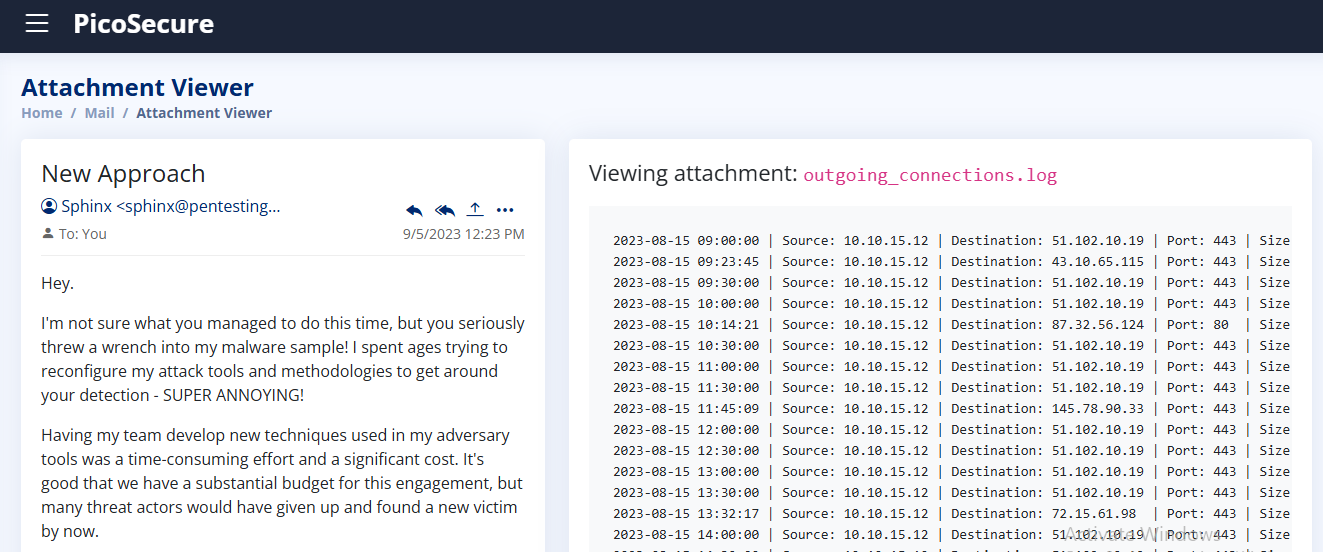 PicoSecure
Attachment Viewer
Home / Mail / Attachment Viewer
New Approach
Sphinx <sphinx@pentesting...
To: You
9/5/2023 12:23 PM
Hey.
I'm not sure what you managed to do this time, but you seriously
threw a wrench into my malware sample! I spent ages trying to
reconfigure my attack tools and methodologies to get around
your detection - SUPER ANNOYING!
Having my team develop new techniques used in my adversary
tools was a time-consuming effort and a significant cost. It's
good that we have a substantial budget for this engagement, but
many threat actors would have given up and found a new victim
by now.
Viewing attachment: outgoing_connections.log
2023-08-15 09:00:00 | Source: 10.10.15.12 | Destination: 51.102.10.19 | Port: 443 | Size
2023-08-15 09:23:45 | Source: 10.10.15.12 | Destination: 43.10.65.115 | Port: 443 | Size
2023-08-15 09:30:00 | Source: 10.10.15.12 | Destination: 51.102.10.19 | Port: 443 | Size
2023-08-15 10:00:00 | Source: 10.10.15.12 | Destination: 51.102.10.19 | Port: 443 | Size
2023-08-15 10:14:21 | Source: 10.10.15.12 | Destination: 87.32.56.124 | Port: 80 | Size
2023-08-15 10:30:00 | Source: 10.10.15.12 | Destination: 51.102.10.19 | Port: 443 | Size
2023-08-15 11:00:00 | Source: 10.10.15.12 | Destination: 51.102.10.19 | Port: 443 | Size
2023-08-15 11:30:00 | Source: 10.10.15.12 | Destination: 51.102.10.19 | Port: 443 | Size
2023-08-15 11:45:09 | Source: 10.10.15.12 | Destination: 145.78.90.33 | Port: 443 | Size
2023-08-15 12:00:00 | Source: 10.10.15.12 | Destination: 51.102.10.19 | Port: 443 | Size
2023-08-15 12:30:00 | Source: 10.10.15.12 | Destination: 51.102.10.19 | Port: 443 | Size
2023-08-15 13:00:00 | Source: 10.10.15.12 | Destination: 51.102.10.19 | Port: 443 | Size
2023-08-15 13:30:00 | Source: 10.10.15.12 | Destination: 51.102.10.19 | Port: 443 | Size
2023-08-15 13:32:17 | Source: 10.10.15.12 | Destination: 72.15.61.98 | Port: 443 | Size
2023-08-15 14:00:00 | Source: 10.10.15.12 | Destination: 51.102.10.19 | Port: 443 | Size
Activate Windows